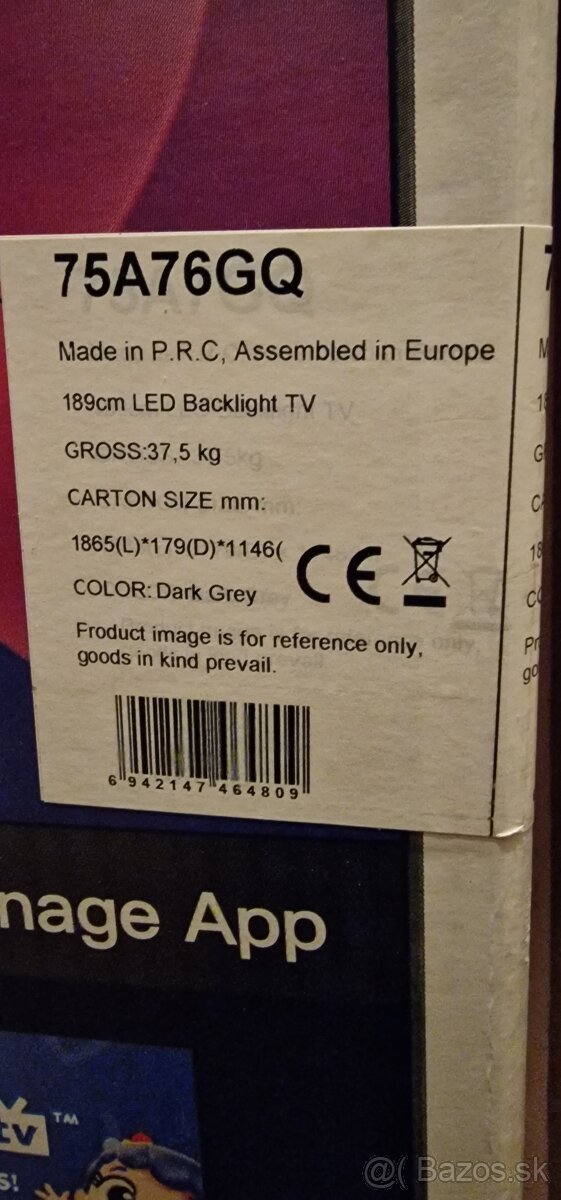 75A76GQ
Made in P.R.C, Assembled in Europe
189cm LED Backlight TV
GROSS:37,5 kg
CARTON SIZE mm:
1865(L)*179(D)*1146(
COLOR: Dark Grey
CE
Product image is for reference only,
goods in kind prevail.
6 942147 464809
nage App
tv ™
s!
@( Bazos.sk